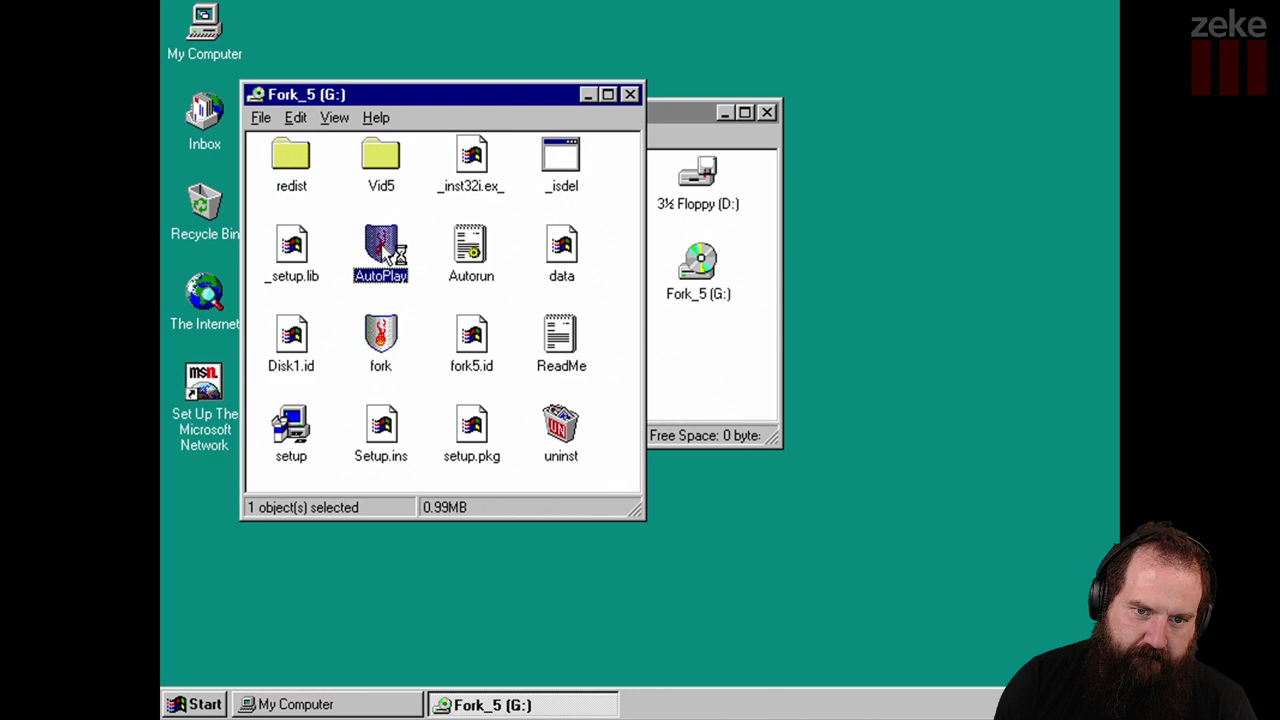 zeke
My Computer
Inbox
Recycle Bin
The Internet
msn.
Set Up The
Microsoft
Network
Fork_5 (G:)
File Edit View Help
redist
Vid5
_inst32i.ex_
_isdel
_setup.lib
AutoPlay
Autorun
data
Disk1.id
fork
fork5.id
ReadMe
setup
Setup.ins
setup.pkg
UN
uninst
1 object(s) selected
0.99MB
3½ Floppy (D:)
Fork_5 (G:)
Free Space: 0 byte:
Start
My Computer
Fork_5 (G:)